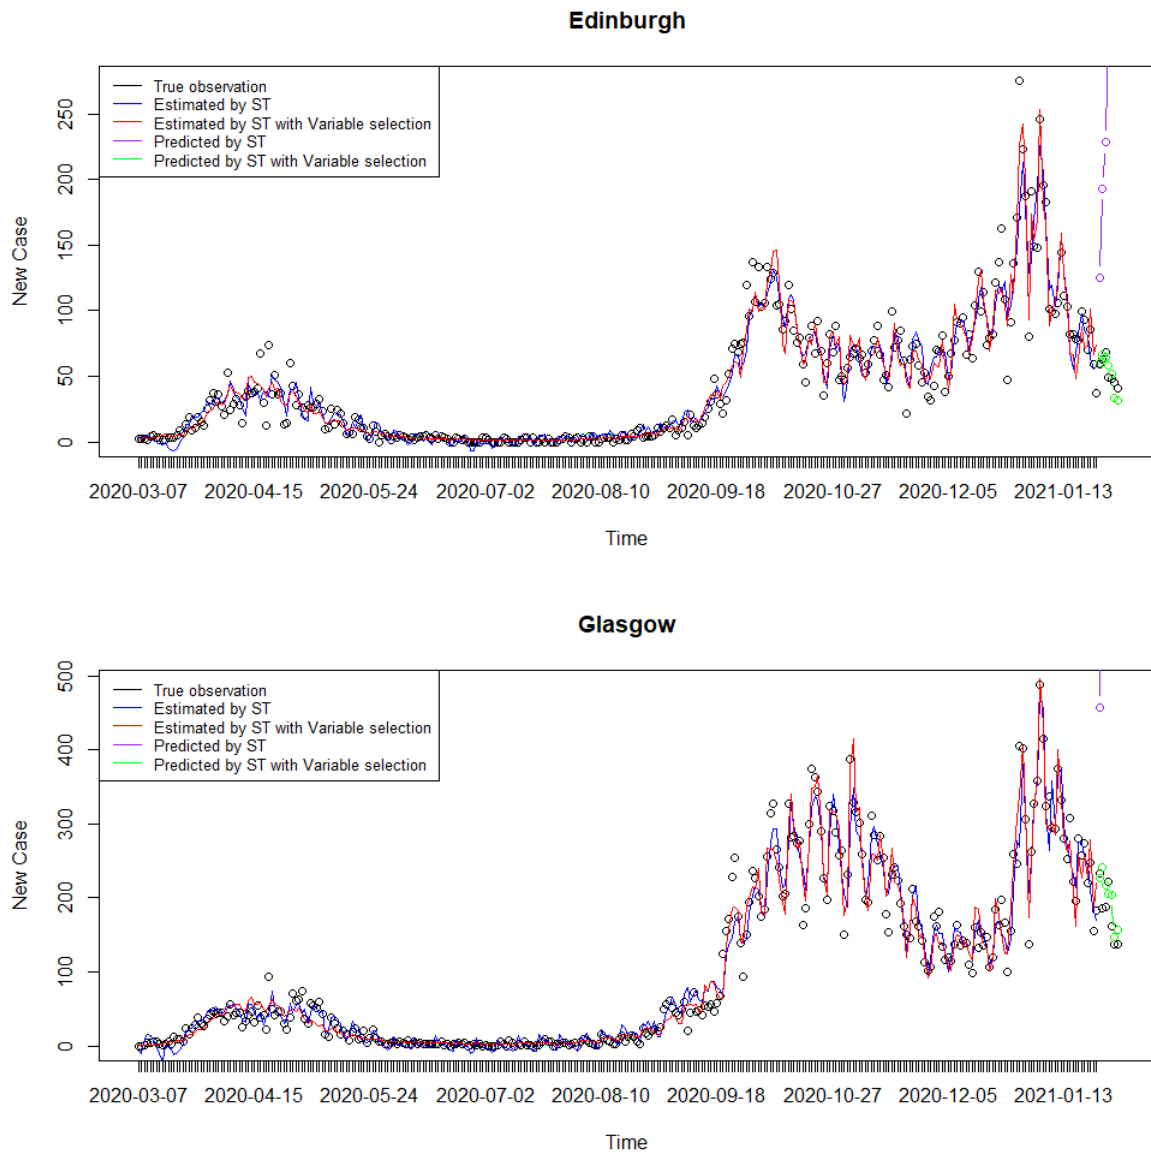 Edinburgh
True observation
Estimated by ST
Estimated by ST with Variable selection
Predicted by ST
Predicted by ST with Variable selection
New Case
250
200
150
100
50
0
2020-03-07 2020-04-15 2020-05-24 2020-07-02 2020-08-10 2020-09-18 2020-10-27 2020-12-05 2021-01-13
Time
Glasgow
True observation
Estimated by ST
Estimated by ST with Variable selection
Predicted by ST
Predicted by ST with Variable selection
New Case
500
400
300
200
100
0
2020-03-07 2020-04-15 2020-05-24 2020-07-02 2020-08-10 2020-09-18 2020-10-27 2020-12-05 2021-01-13
Time